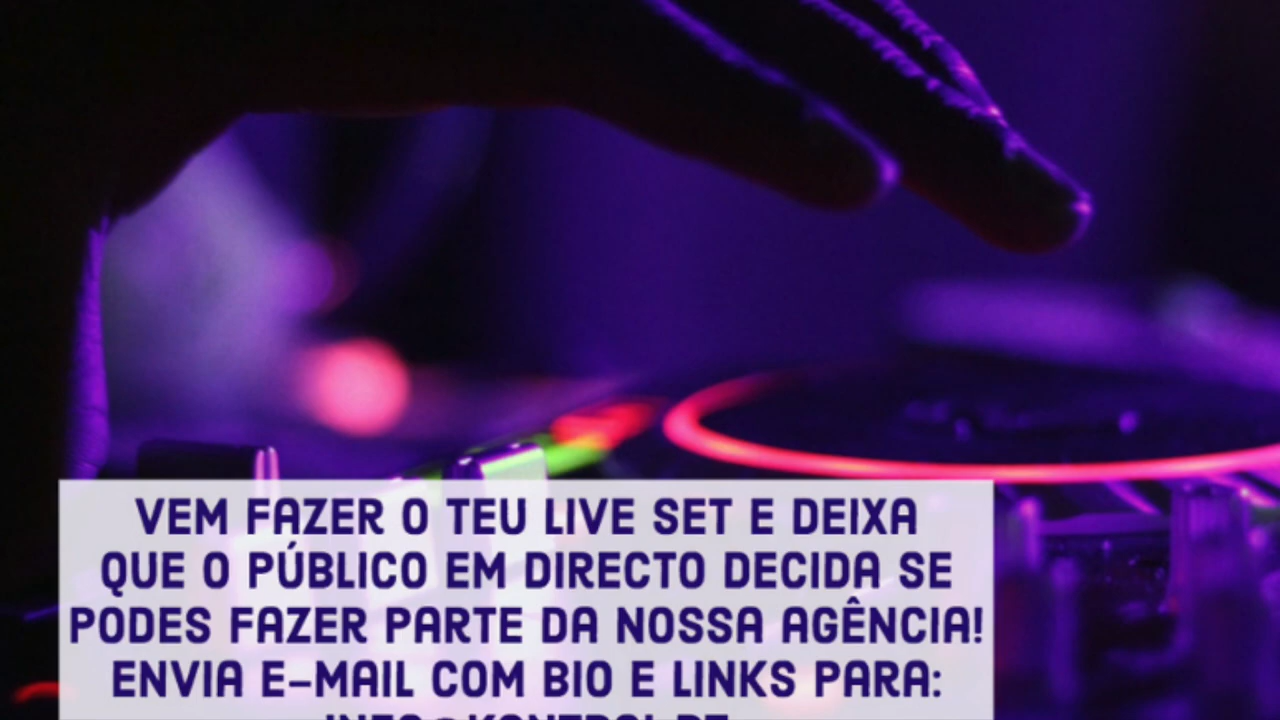 VEM FAZER O TEU LIVE SET E DEIXA
QUE O PÚBLICO EM DIRECTO DECIDA SE
PODES FAZER PARTE DA NOSSA AGÊNCIA!
ENVIA E-MAIL COM BIO E LINKS PARA: